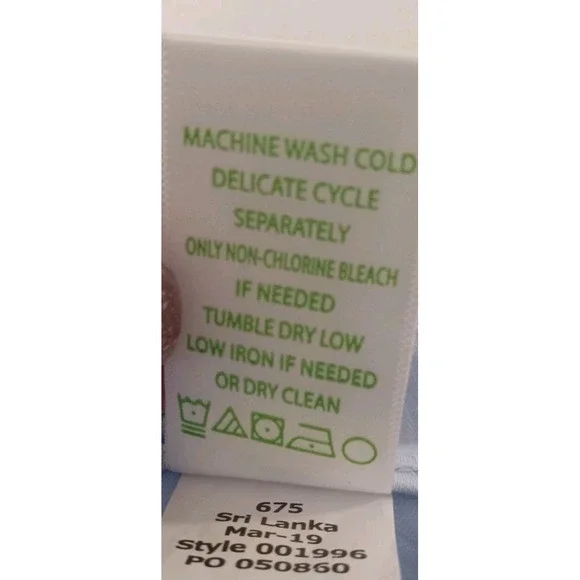 MACHINE WASH COLD
DELICATE CYCLE
SEPARATELY
ONLY NON-CHLORINE BLEACH
IF NEEDED
TUMBLE DRY LOW
LOW IRON IF NEEDED
OR DRY CLEAN
675
Sri Lanka
Mar-19
Style 001996
PO 050860